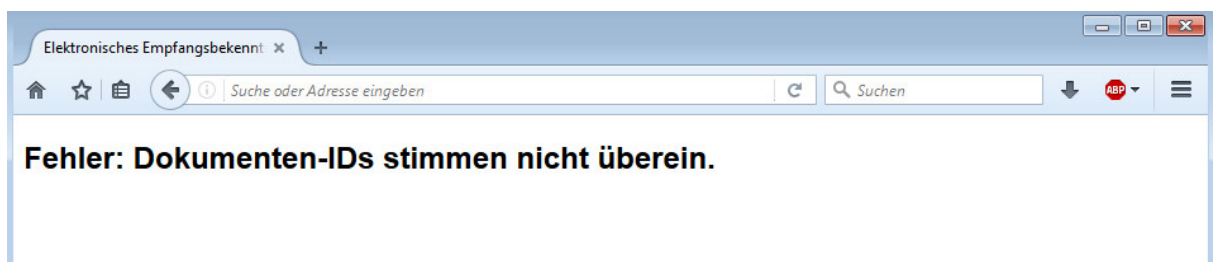 Elektronisches Empfangsbekennt
Suche oder Adresse eingeben
Suchen
ABP
Fehler: Dokumenten-IDs stimmen nicht überein.